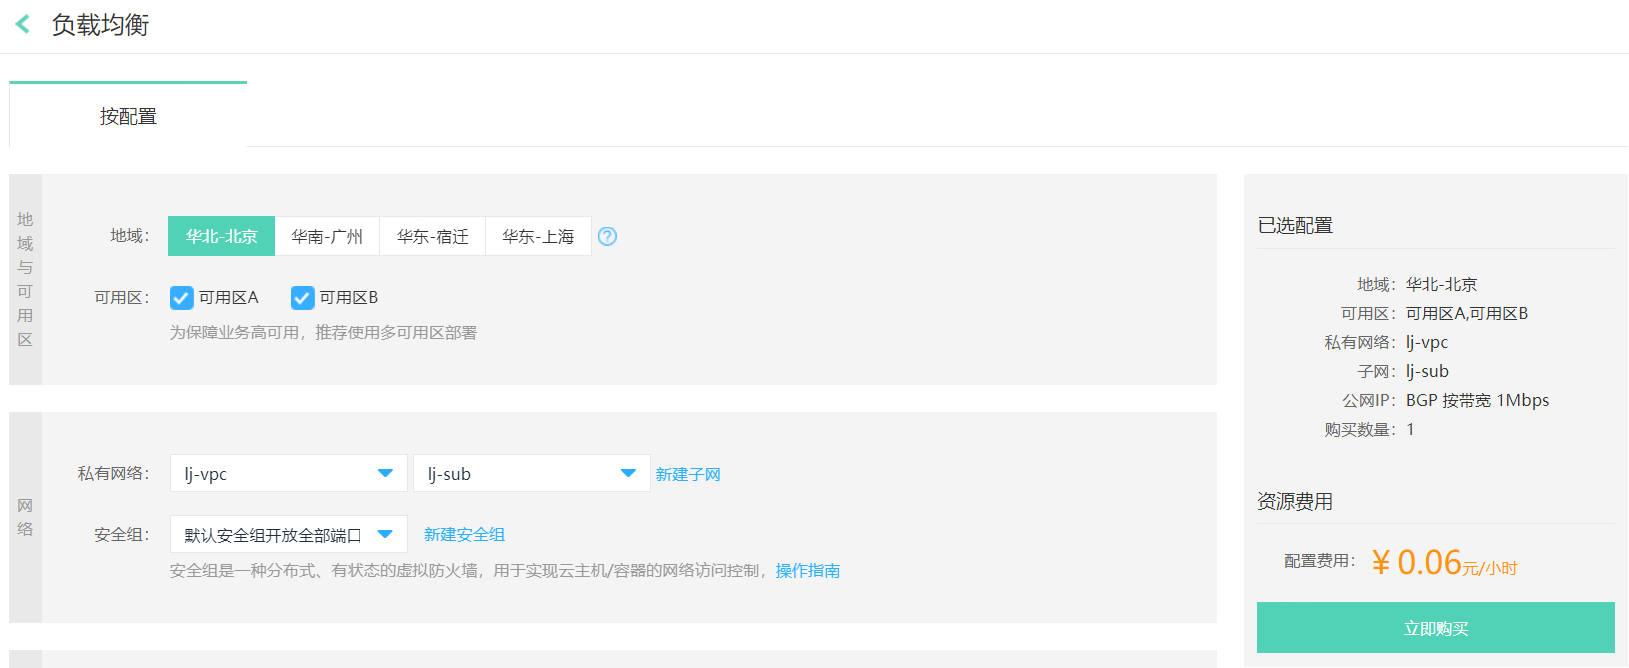 负载均衡
按配置
地域与可用区
地域： 华北-北京 华南-广州 华东-宿迁 华东-上海 ?
可用区： 可用区A 可用区B
为保障业务高可用，推荐使用多可用区部署
网络
私有网络： lj-vpc lj-sub 新建子网
安全组： 默认安全组开放全部端口 新建安全组
安全组是一种分布式、有状态的虚拟防火墙，用于实现云主机/容器的网络访问控制，操作指南
已选配置
地域： 华北-北京
可用区： 可用区A,可用区B
私有网络： lj-vpc
子网： lj-sub
公网IP： BGP 按带宽 1Mbps
购买数量： 1
资源费用
配置费用： ¥ 0.06元/小时
立即购买